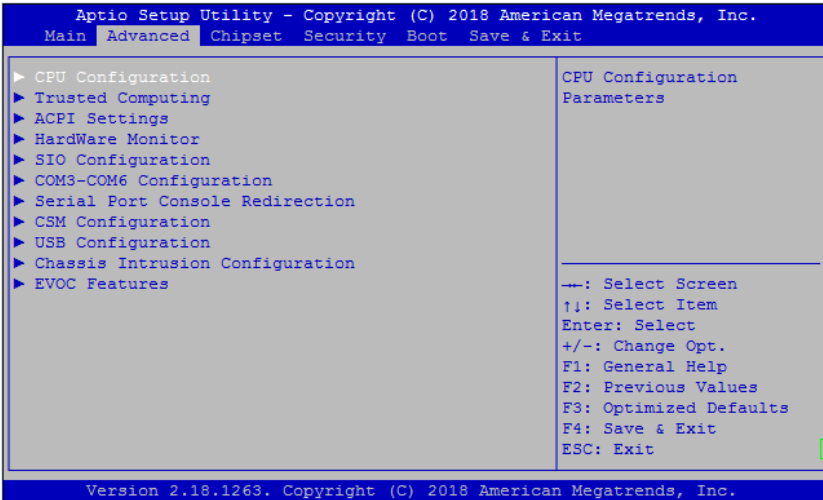 Aptio Setup Utility - Copyright (C) 2018 American Megatrends, Inc.
Main Advanced Chipset Security Boot Save & Exit
► CPU Configuration
► Trusted Computing
► ACPI Settings
► HardWare Monitor
► SIO Configuration
► COM3-COM6 Configuration
► Serial Port Console Redirection
► CSM Configuration
► USB Configuration
► Chassis Intrusion Configuration
► EVOC Features
CPU Configuration
Parameters
→←: Select Screen
↑↓: Select Item
Enter: Select
+/-: Change Opt.
F1: General Help
F2: Previous Values
F3: Optimized Defaults
F4: Save & Exit
ESC: Exit
Version 2.18.1263. Copyright (C) 2018 American Megatrends, Inc.